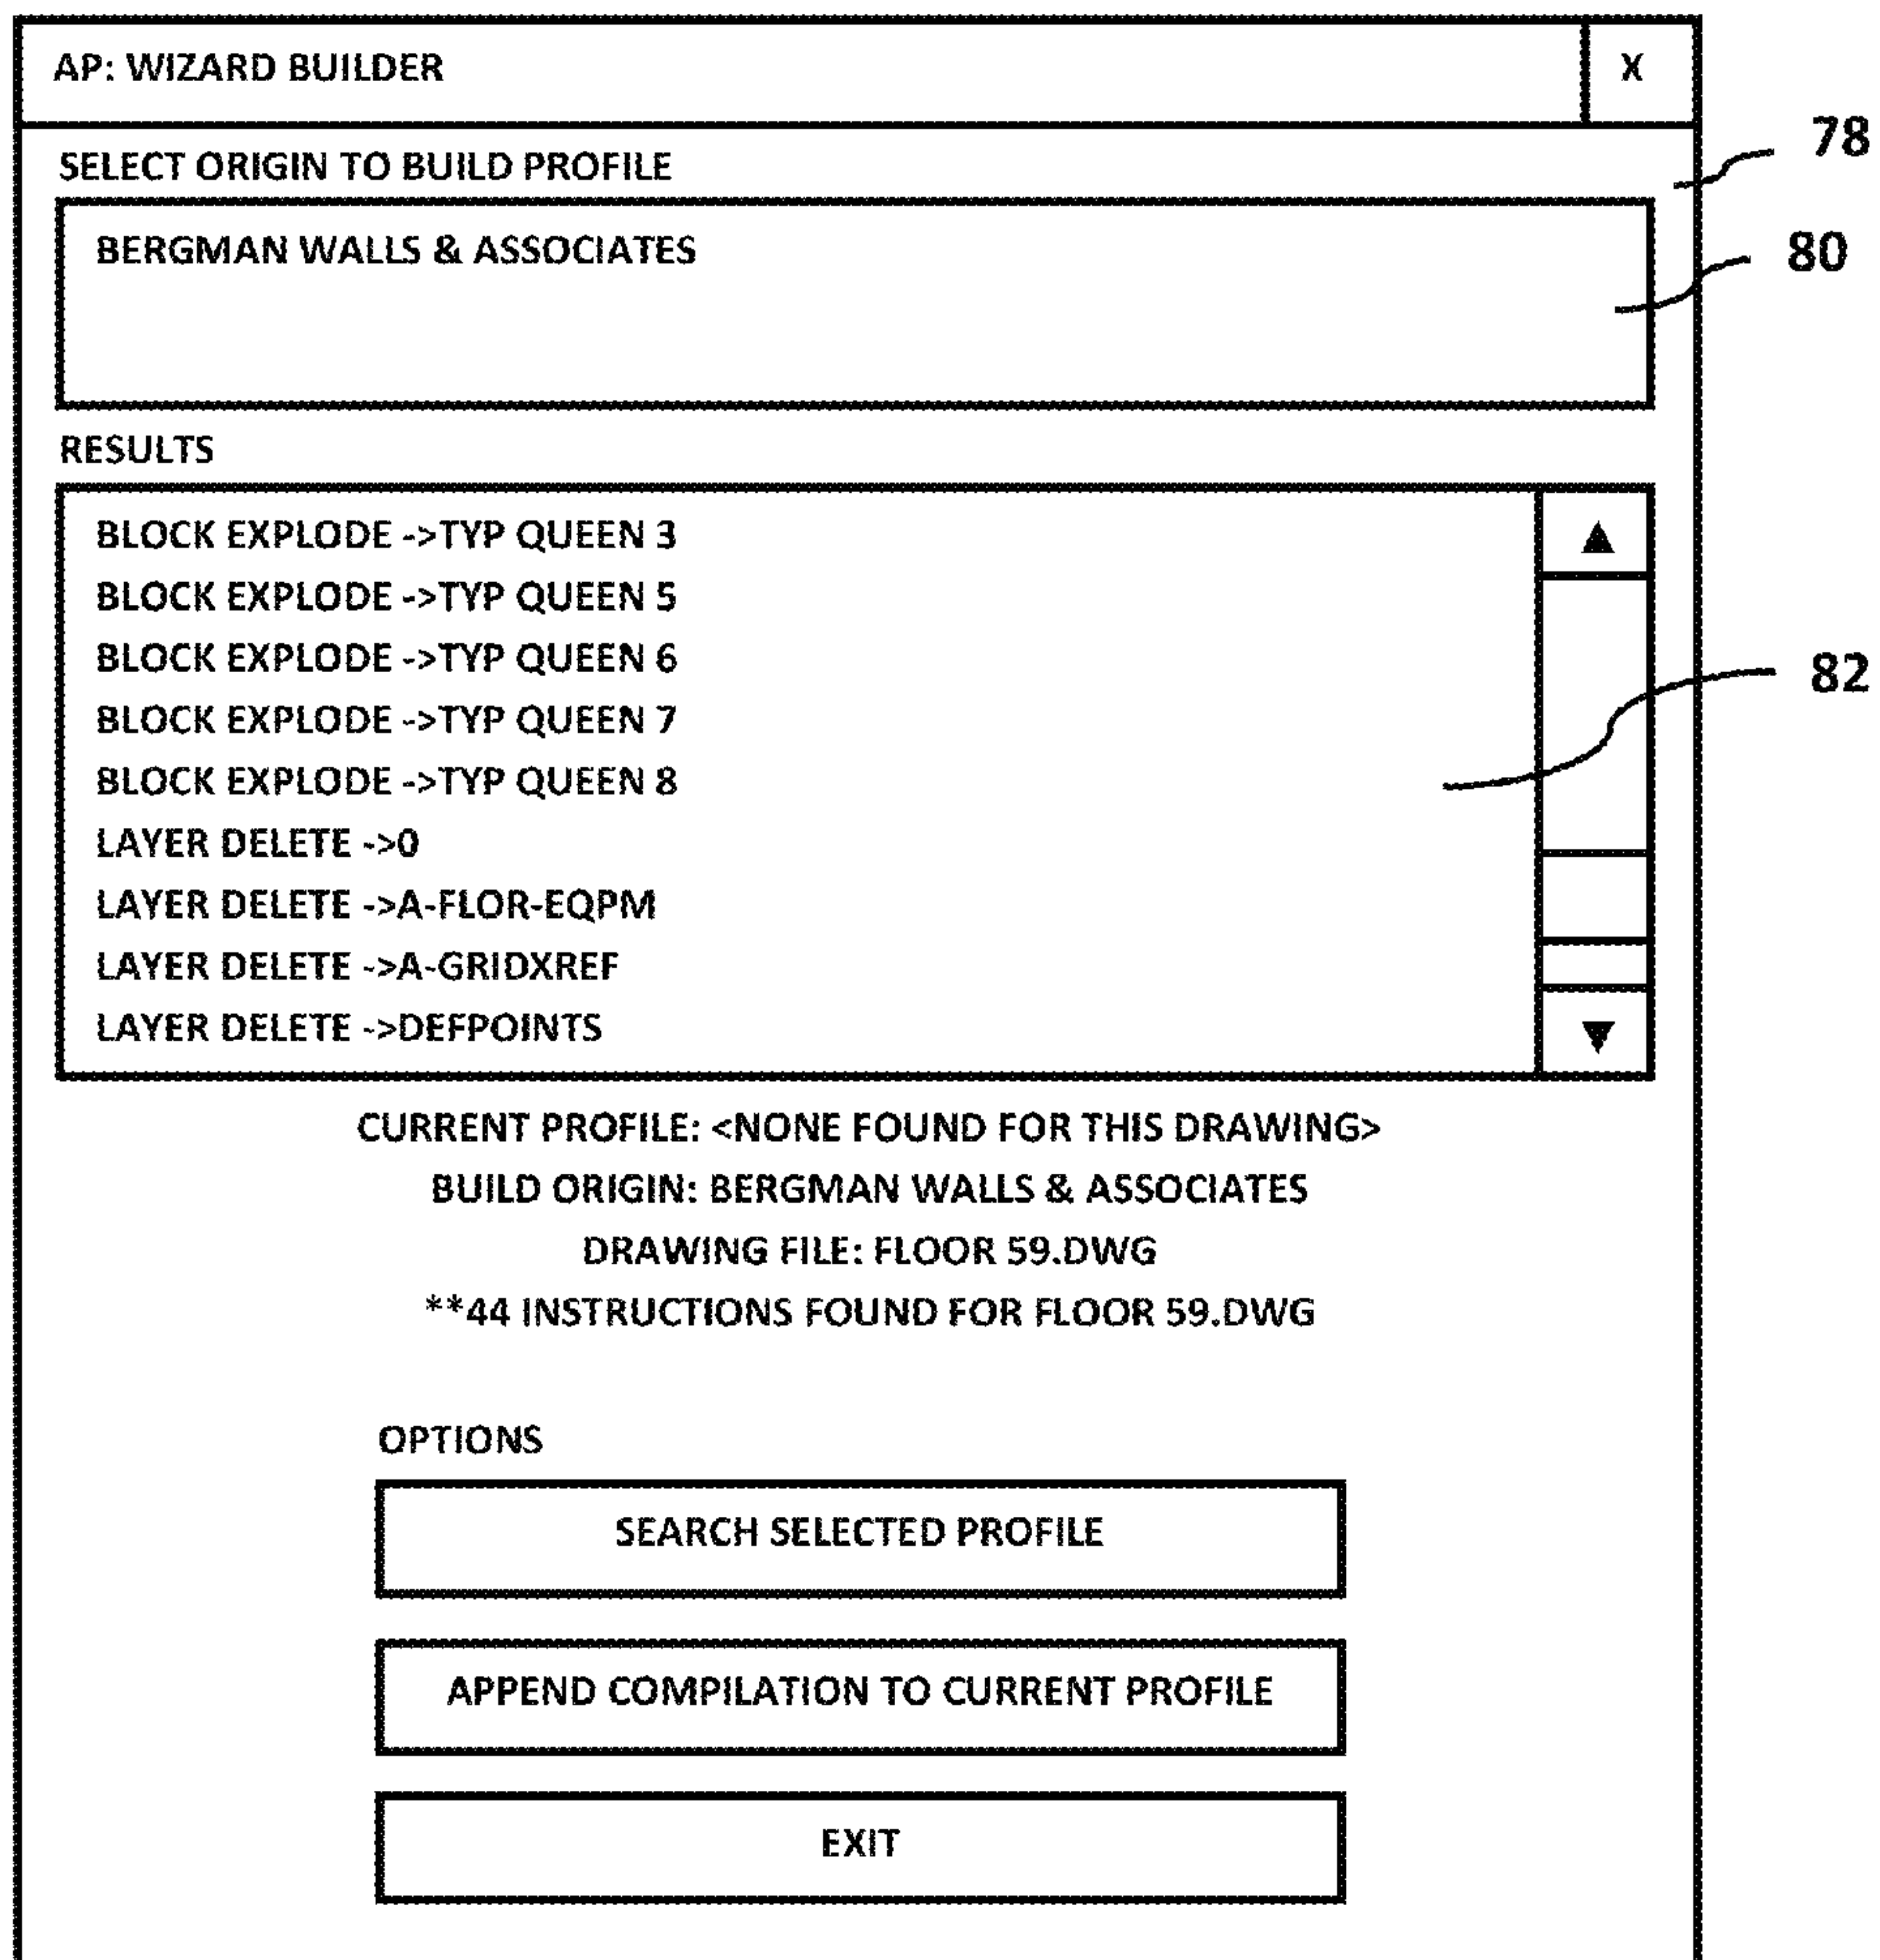 AP: WIZARD BUILDER
X
SELECT ORIGIN TO BUILD PROFILE
78
BERGMAN WALLS & ASSOCIATES
80
RESULTS
BLOCK EXPLODE ->TYP QUEEN 3
BLOCK EXPLODE ->TYP QUEEN 5
BLOCK EXPLODE ->TYP QUEEN 6
82
BLOCK EXPLODE ->TYP QUEEN 7
BLOCK EXPLODE ->TYP QUEEN 8
LAYER DELETE ->0
LAYER DELETE ->A-FLOR-EQPM
LAYER DELETE ->A-GRIDXREF
LAYER DELETE ->DEFPOINTS
CURRENT PROFILE: <NONE FOUND FOR THIS DRAWING>
BUILD ORIGIN: BERGMAN WALLS & ASSOCIATES
DRAWING FILE: FLOOR 59.DWG
**44 INSTRUCTIONS FOUND FOR FLOOR 59.DWG
OPTIONS
SEARCH SELECTED PROFILE
APPEND COMPILATION TO CURRENT PROFILE
EXIT